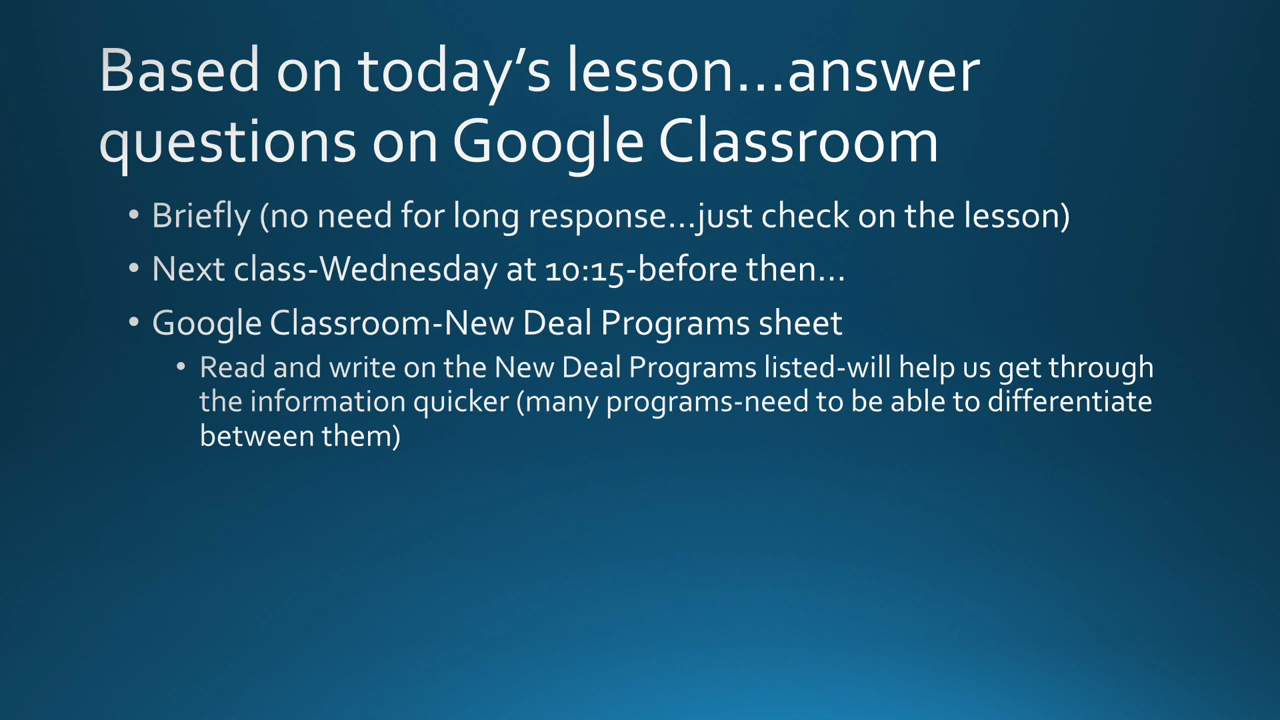 Based on today’s lesson…answer
questions on Google Classroom
• Briefly (no need for long response…just check on the lesson)
• Next class-Wednesday at 10:15-before then…
• Google Classroom-New Deal Programs sheet
• Read and write on the New Deal Programs listed-will help us get through
the information quicker (many programs-need to be able to differentiate
between them)